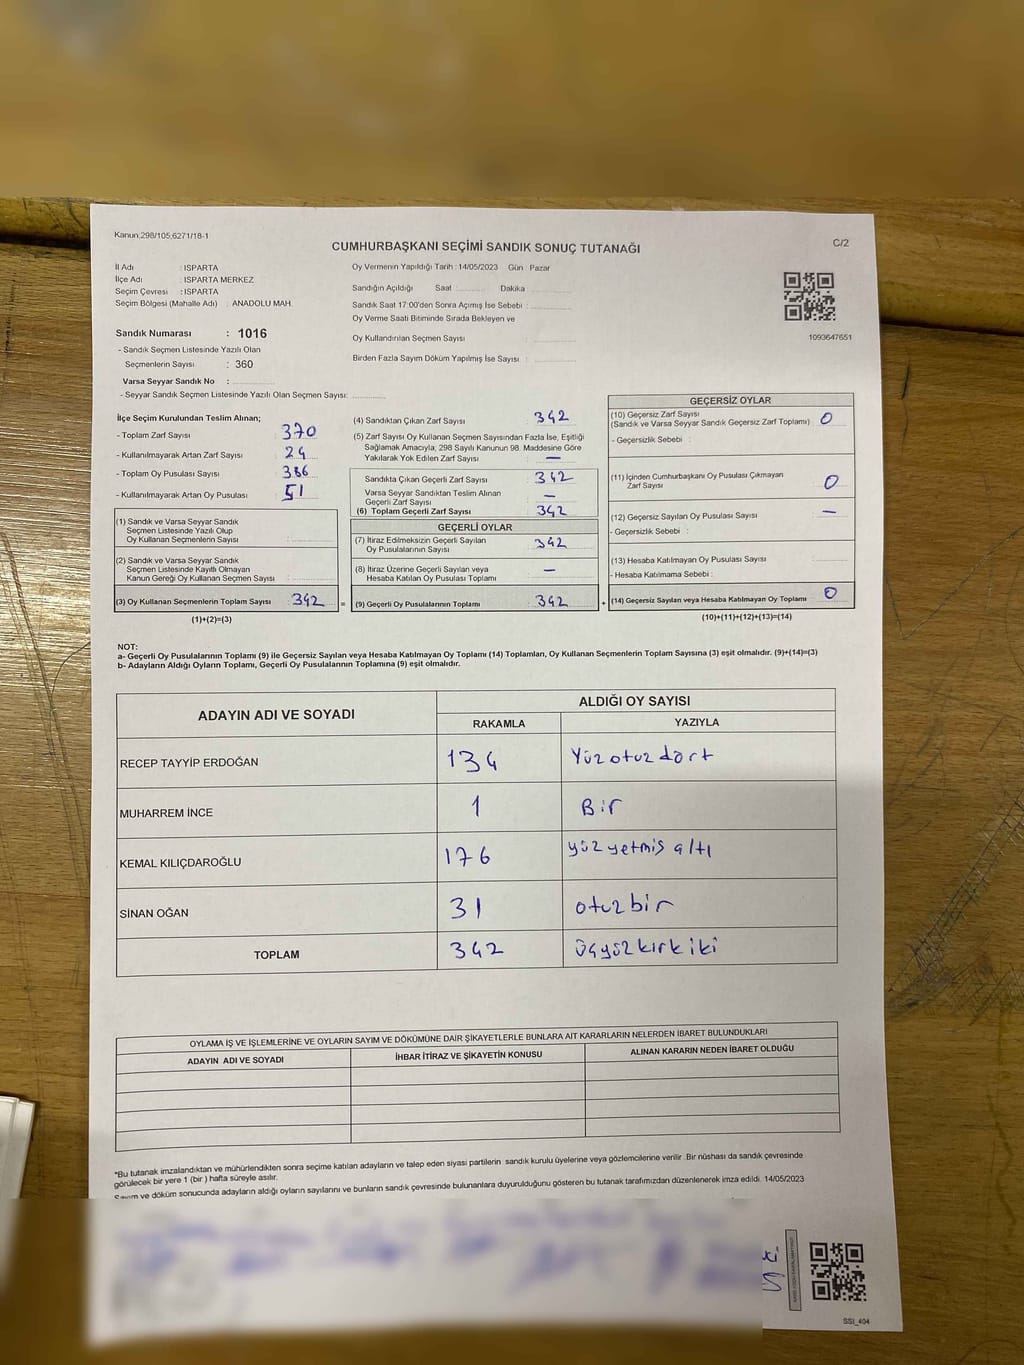 Kanun;298/105,6271/18-1
CUMHURBAŞKANI SEÇİMİ SANDIK SONUÇ TUTANAĞI
C/2
İl Adı : ISPARTA
İlçe Adı : ISPARTA MERKEZ
Seçim Çevresi : ISPARTA
Seçim Bölgesi (Mahalle Adı) : ANADOLU MAH.
Sandık Numarası : 1016
- Sandık Seçmen Listesinde Yazılı Olan
Seçmenlerin Sayısı : 360
Varsa Seyyar Sandık No :
- Seyyar Sandık Seçmen Listesinde Yazılı Olan Seçmen Sayısı:
Oy Vermenin Yapıldığı Tarih : 14/05/2023 Gün : Pazar
Sandığın Açıldığı Saat Dakika
Sandık Saat 17:00'den Sonra Açımış İse Sebebi :
Oy Verme Saati Bitiminde Sırada Bekleyen ve
Oy Kullandırılan Seçmen Sayısı :
Birden Fazla Sayım Döküm Yapılmış İse Sayısı :
1093647651
İlçe Seçim Kurulundan Teslim Alınan;
- Toplam Zarf Sayısı 370
- Kullanılmayarak Artan Zarf Sayısı 24
- Toplam Oy Pusulası Sayısı 386
- Kullanılmayarak Artan Oy Pusulası 51
(1) Sandık ve Varsa Seyyar Sandık
Seçmen Listesinde Yazılı Olup
Oy Kullanan Seçmenlerin Sayısı :
(2) Sandık ve Varsa Seyyar Sandık
Seçmen Listesinde Kayıtlı Olmayan
Kanun Gereği Oy Kullanan Seçmen Sayısı :
(3) Oy Kullanan Seçmenlerin Toplam Sayısı 342 =
(1)+(2)=(3)
(4) Sandıktan Çıkan Zarf Sayısı : 342
(5) Zarf Sayısı Oy Kullanan Seçmen Sayısından Fazla İse, Eşitliği
Sağlamak Amacıyla, 298 Sayılı Kanunun 98. Maddesine Göre
Yakılarak Yok Edilen Zarf Sayısı : —
Sandıkta Çıkan Geçerli Zarf Sayısı : 342
Varsa Seyyar Sandıktan Teslim Alınan
Geçerli Zarf Sayısı : —
(6) Toplam Geçerli Zarf Sayısı : 342
GEÇERLİ OYLAR
(7) İtiraz Edilmeksizin Geçerli Sayılan
Oy Pusulalarının Sayısı : 342
(8) İtiraz Üzerine Geçerli Sayılan veya
Hesaba Katılan Oy Pusulası Toplamı : —
(9) Geçerli Oy Pusulalarının Toplamı : 342 +
GEÇERSİZ OYLAR
(10) Geçersiz Zarf Sayısı
(Sandık ve Varsa Seyyar Sandık Geçersiz Zarf Toplamı) : 0
- Geçersizlik Sebebi :
(11) İçinden Cumhurbaşkanı Oy Pusulası Çıkmayan
Zarf Sayısı 0
(12) Geçersiz Sayılan Oy Pusulası Sayısı : —
- Geçersizlik Sebebi :
(13) Hesaba Katılmayan Oy Pusulası Sayısı :
- Hesaba Katılmama Sebebi :
(14) Geçersiz Sayılan veya Hesaba Katılmayan Oy Toplamı 0
(10)+(11)+(12)+(13)=(14)
NOT:
a- Geçerli Oy Pusulalarının Toplamı (9) ile Geçersiz Sayılan veya Hesaba Katılmayan Oy Toplamı (14) Toplamları, Oy Kullanan Seçmenlerin Toplam Sayısına (3) eşit olmalıdır. (9)+(14)=(3)
b- Adayların Aldığı Oyların Toplamı, Geçerli Oy Pusulalarının Toplamına (9) eşit olmalıdır.
ADAYIN ADI VE SOYADI ALDIĞI OY SAYISI
RAKAMLA YAZIYLA
RECEP TAYYİP ERDOĞAN 134 Yüz otuz dört
MUHARREM İNCE 1 Bir
KEMAL KILIÇDAROĞLU 176 yüz yetmiş altı
SİNAN OĞAN 31 otuz bir
TOPLAM 342 üçyüz kırk iki
OYLAMA İŞ VE İŞLEMLERİNE VE OYLARIN SAYIM VE DÖKÜMÜNE DAİR ŞİKAYETLERLE BUNLARA AİT KARARLARIN NELERDEN İBARET BULUNDUKLARI
ADAYIN ADI VE SOYADI İHBAR İTİRAZ VE ŞİKAYETİN KONUSU ALINAN KARARIN NEDEN İBARET OLDUĞU
*Bu tutanak imzalandıktan ve mühürlendikten sonra seçime katılan adayların ve talep eden siyasi partilerin sandık kurulu üyelerine veya gözlemcilerine verilir .Bir nüshası da sandık çevresinde
görülecek bir yere 1 (bir ) hafta süreyle asılır.
Sayım ve döküm sonucunda adayların aldığı oyların sayılarını ve bunların sandık çevresinde bulunanlara duyurulduğunu gösteren bu tutanak tarafımızdan düzenlenerek imza edildi. 14/05/2023
SSI_404